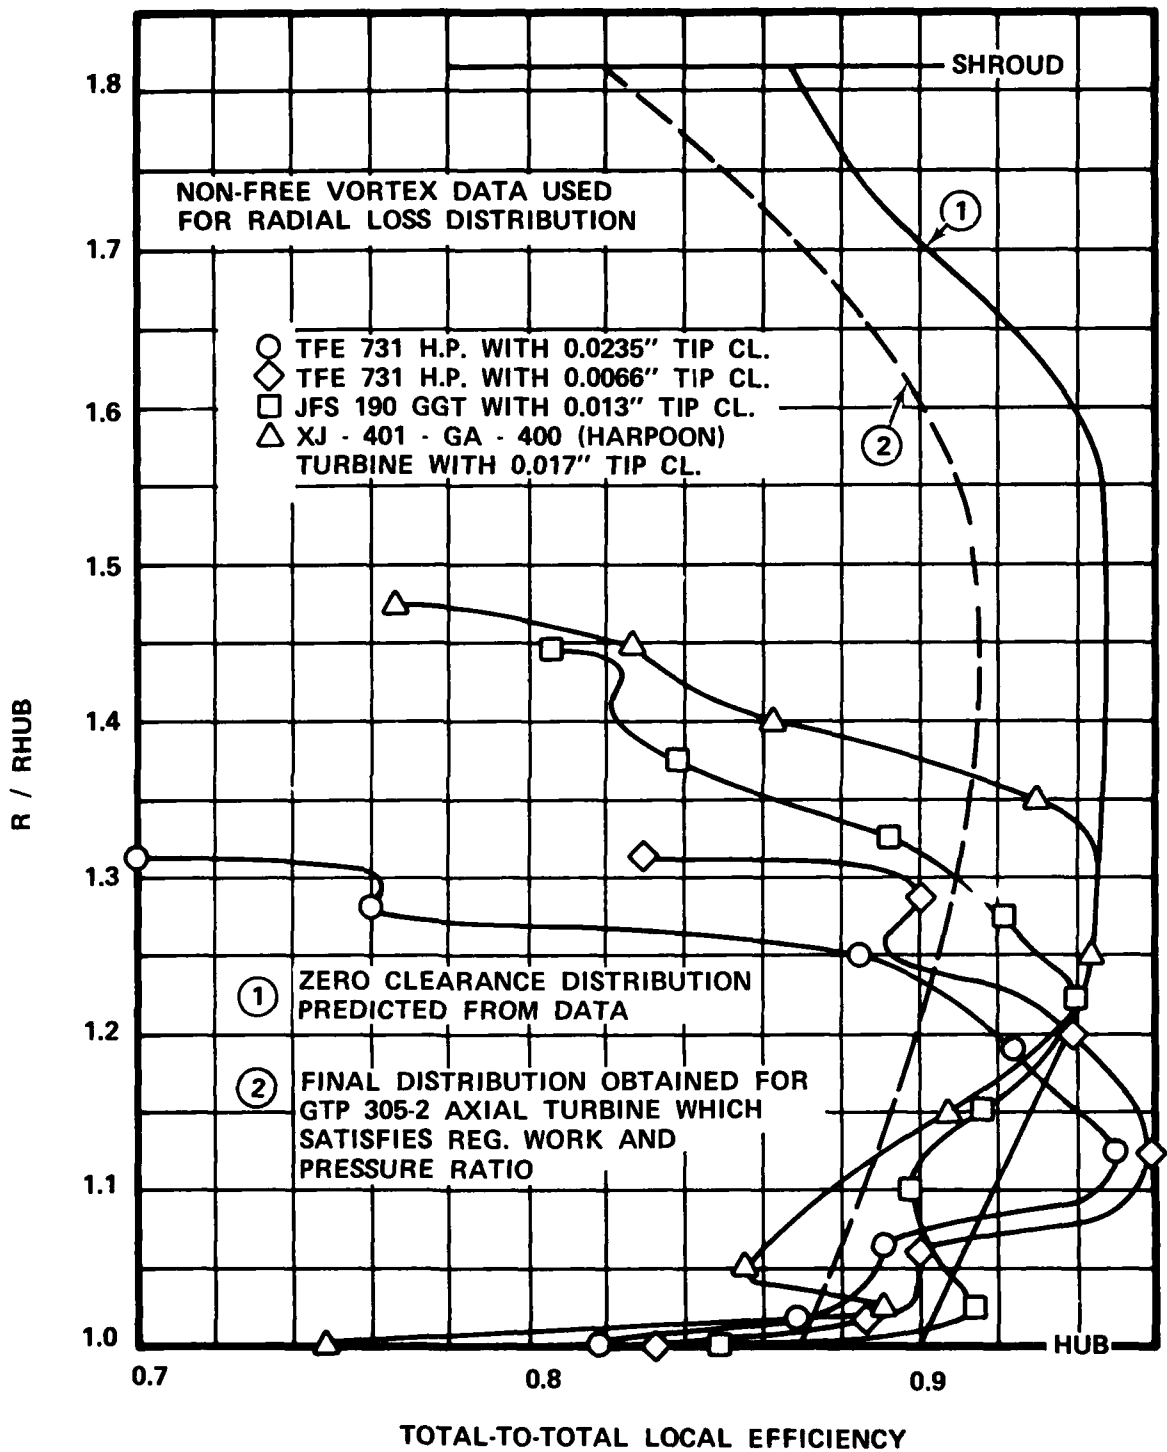 1.8
SHROUD
NON-FREE VORTEX DATA USED
FOR RADIAL LOSS DISTRIBUTION
1
1.7
TFE 731 H.P. WITH 0.0235" TIP CL.
TFE 731 H.P. WITH 0.0066" TIP CL.
JFS 190 GGT WITH 0.013" TIP CL.
XJ - 401 - GA - 400 (HARPOON)
TURBINE WITH 0.017" TIP CL.
1.6
2
1.5
1.4
R / RHUB
1.3
1 ZERO CLEARANCE DISTRIBUTION
PREDICTED FROM DATA
1.2
2 FINAL DISTRIBUTION OBTAINED FOR
GTP 305-2 AXIAL TURBINE WHICH
SATISFIES REG. WORK AND
PRESSURE RATIO
1.1
1.0
HUB
0.7 0.8 0.9
TOTAL-TO-TOTAL LOCAL EFFICIENCY